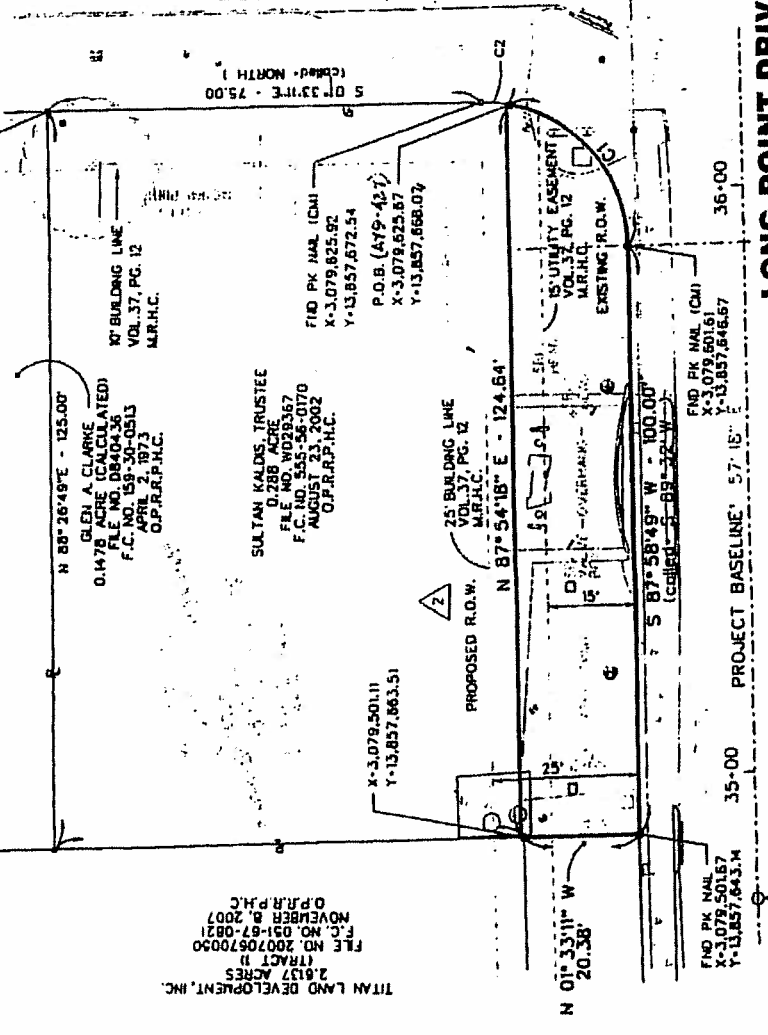 S 01°33'11"E - 75.00
(called: NORTH )
C2
10' BUILDING LINE
VOL.37, PG. 12
M.R.H.C.
FND PK NAIL (CM)
X=3,079,625.92
Y=13,857,672.54
P.O.B. (AY9-427)
X=3,079,625.67
Y=13,857,668.07
15' UTILITY EASEMENT
VOL.37, PG. 12
M.R.H.C.
C1
EXISTING R.O.W.
36+00
LONG POINT DRIV
N 88°26'49"E - 125.00'
GLEN A. CLARKE
0.1478 ACRE (CALCULATED)
FILE NO. D840436
F.C. NO. 159-30-0513
APRIL 2, 1973
O.P.R.R.P.H.C.
SULTAN KALDIS, TRUSTEE
0.288 ACRE
FILE NO. W029367
F.C. NO. 555-56-0170
AUGUST 23, 2002
O.P.R.R.P.H.C.
25' BUILDING LINE
VOL.37, PG. 12
M.R.H.C.
N 87°54'18" E - 124.64'
FND PK NAIL (CM)
X=3,079,601.61
Y=13,857,646.67
S 87°58'49" W - 100.00'
(called S 89° W
PROJECT BASELINE
57' 18" E
2
PROPOSED R.O.W.
15'
X=3,079,501.11
Y=13,857,663.51
25'
35+00
FND PK NAIL
X=3,079,501.67
Y=13,857,643.14
N 01°33'11" W
20.38'
TITAN LAND DEVELOPMENT, INC.
2.6137 ACRES
(TRACT 1)
FILE NO. 20070670050
F.C. NO. 051-67-0821
NOVEMBER 8, 2007
O.P.R.R.P.H.C